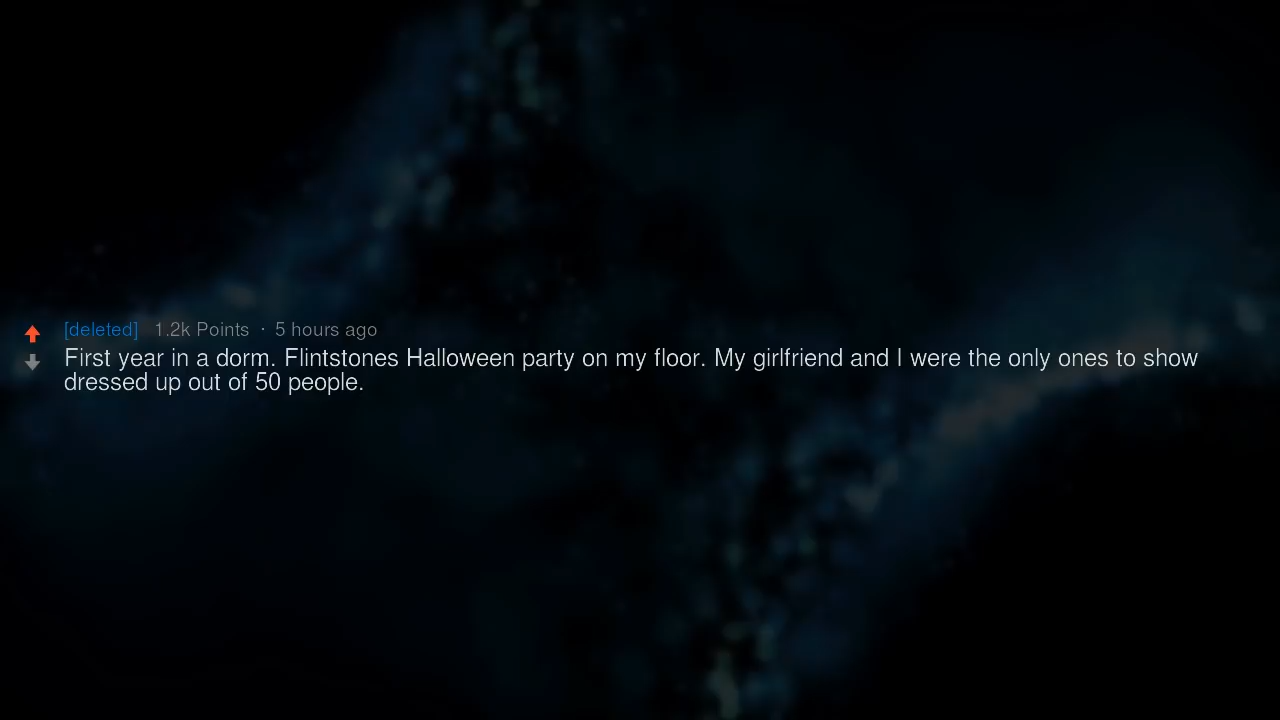 [deleted] 1.2k Points · 5 hours ago
First year in a dorm. Flintstones Halloween party on my floor. My girlfriend and I were the only ones to show
dressed up out of 50 people.